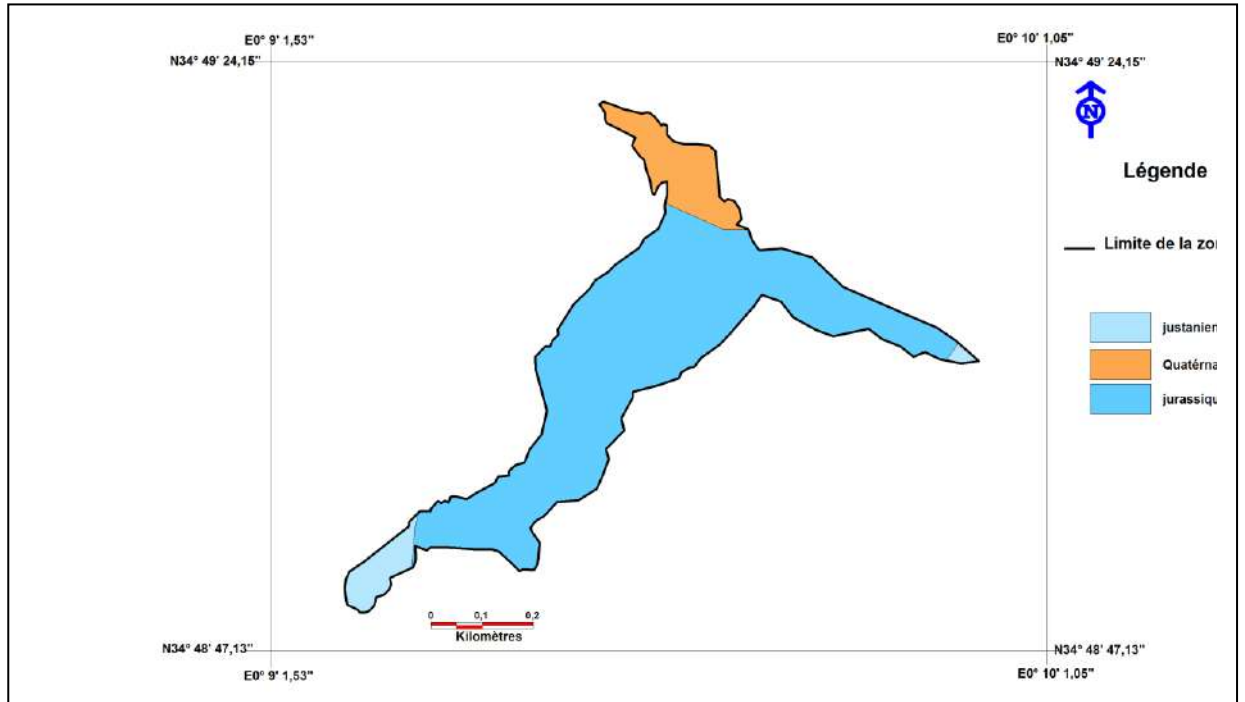 E0° 9' 1,53"
E0° 10' 1,05"
N34° 49' 24,15"
N34° 49' 24,15"
N
Légende
Limite de la zo
justanien
Quatérna
jurassiqu
0 0,1 0,2
Kilomètres
N34° 48' 47,13"
N34° 48' 47,13"
E0° 9' 1,53"
E0° 10' 1,05"